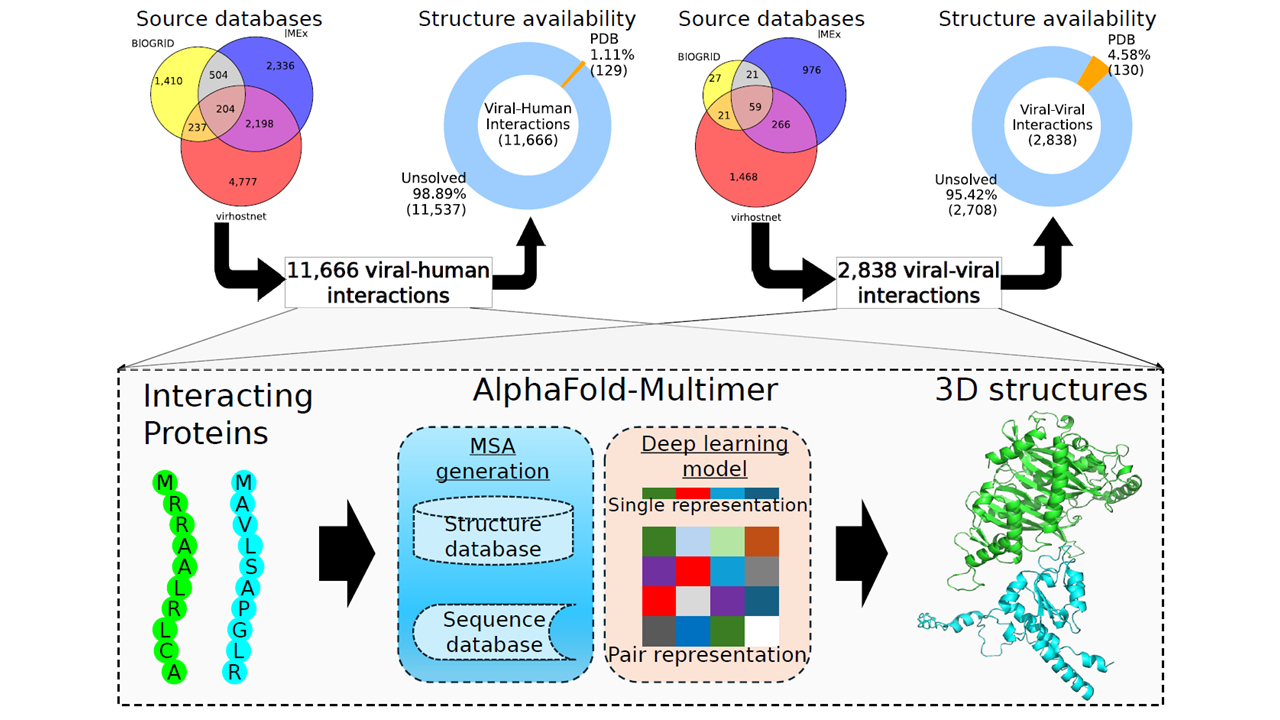 Source databases
BIOGRID
IMEx
1,410
504
2,336
204
237
2,198
4,777
virhostnet
Structure availability
PDB
1.11%
(129)
Viral-Human
Interactions
(11,666)
Unsolved
98.89%
(11,537)
Source databases
BIOGRID
IMEx
27
21
976
59
21
266
1,468
virhostnet
Structure availability
PDB
4.58%
(130)
Viral-Viral
Interactions
(2,838)
Unsolved
95.42%
(2,708)
11,666 viral-human
interactions
2,838 viral-viral
interactions
Interacting
Proteins
M
R
R
A
A
L
R
L
C
A
M
A
V
L
S
A
P
G
L
R
AlphaFold-Multimer
MSA
generation
Structure
database
Sequence
database
Deep learning
model
Single representation
Pair representation
3D structures